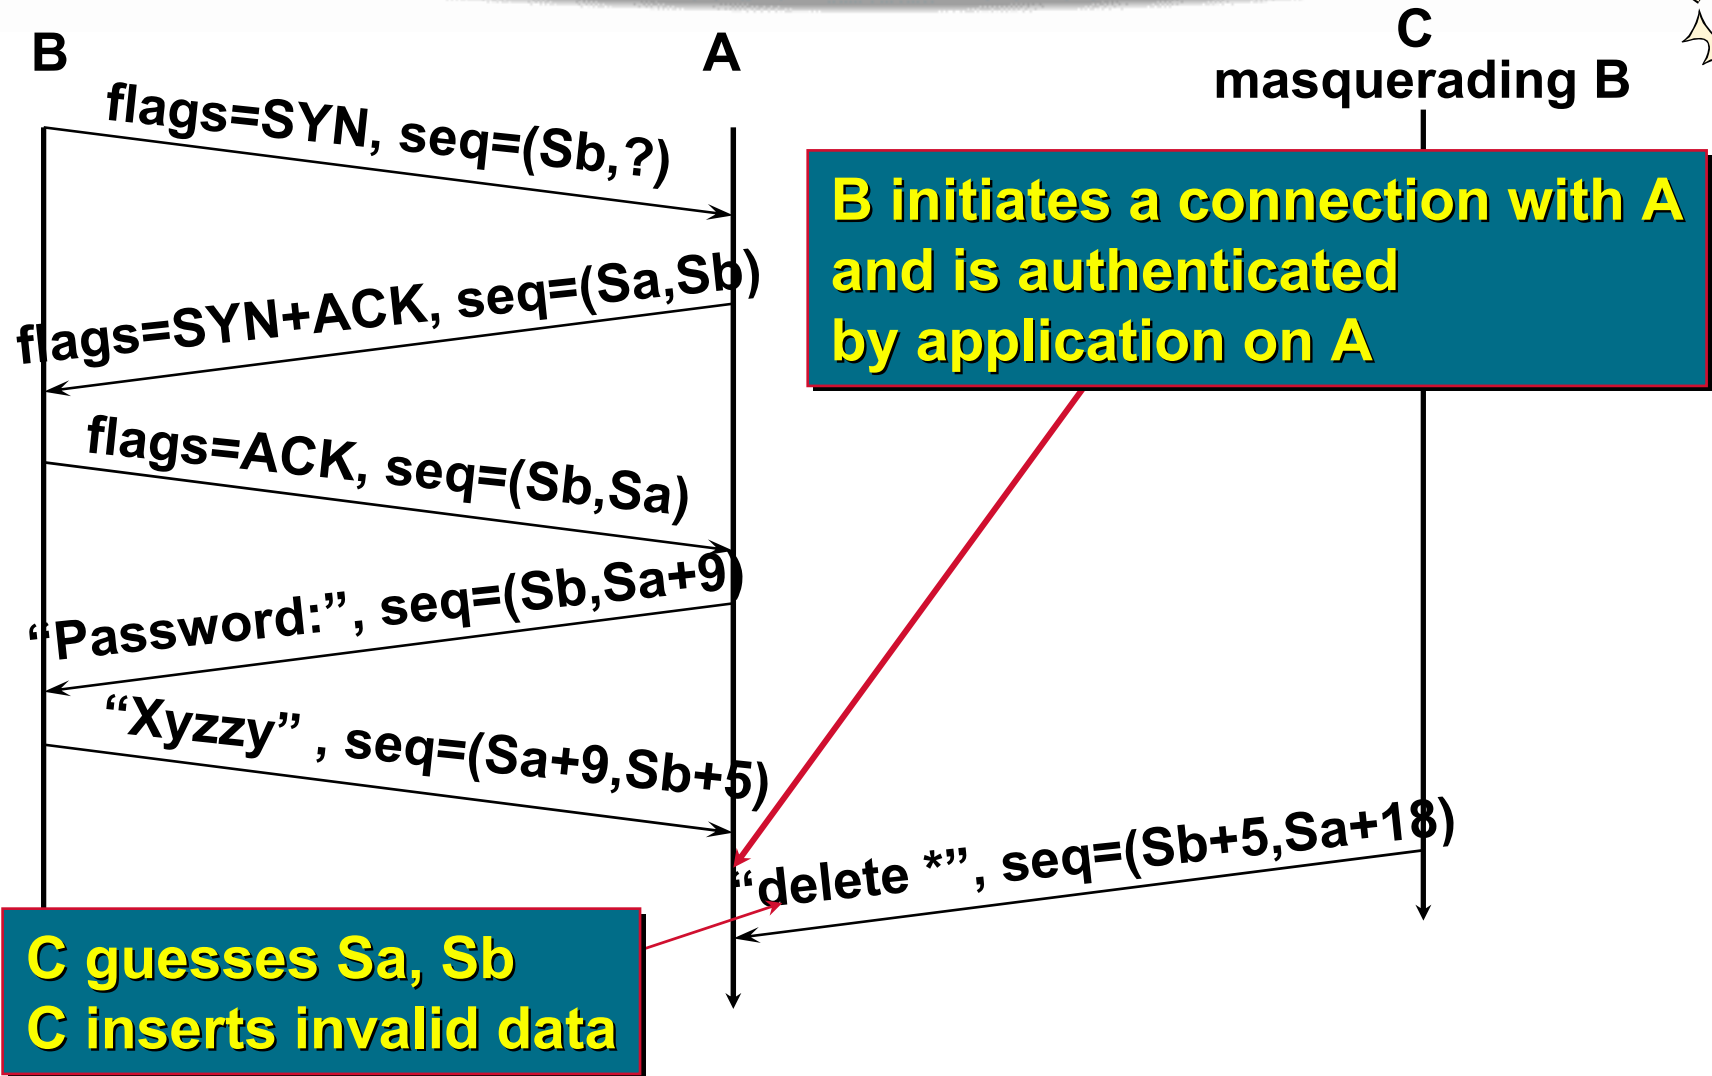 B
A
C
masquerading B
flags=SYN, seq=(Sb,?)
B initiates a connection with A
and is authenticated
by application on A
flags=SYN+ACK, seq=(Sa,Sb)
flags=ACK, seq=(Sb,Sa)
“Password:”, seq=(Sb,Sa+9)
“Xyzzy” , seq=(Sa+9,Sb+5)
“delete *”, seq=(Sb+5,Sa+18)
C guesses Sa, Sb
C inserts invalid data